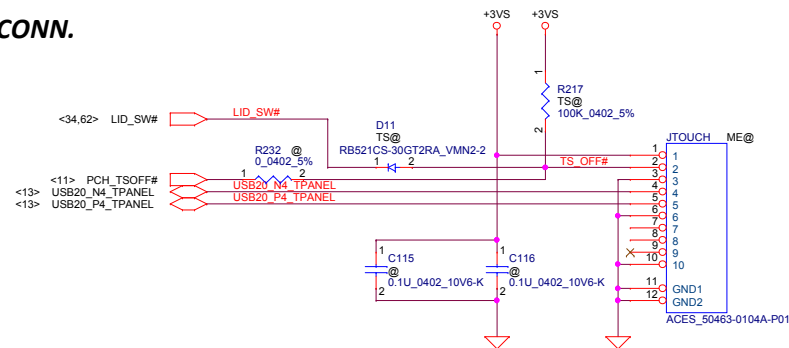 CONN.
+3VS
+3VS
1
R217
TS@
100K_0402_5%
2
<34,62> LID_SW#
LID_SW#
D11
TS@
RB521CS-30GT2RA_VMN2-2
1
2
JTOUCH
ME@
R232
@
0_0402_5%
1
2
TS_OFF#
<11> PCH_TSOFF#
<13> USB20_N4_TPANEL
USB20_N4_TPANEL
<13> USB20_P4_TPANEL
USB20_P4_TPANEL
1 1
2 2
3 3
4 4
5 5
6 6
7 7
8 8
9 9
10 10
11 GND1
12 GND2
ACES_50463-0104A-P01
1
C115
@
0.1U_0402_10V6-K
2
1
C116
@
0.1U_0402_10V6-K
2